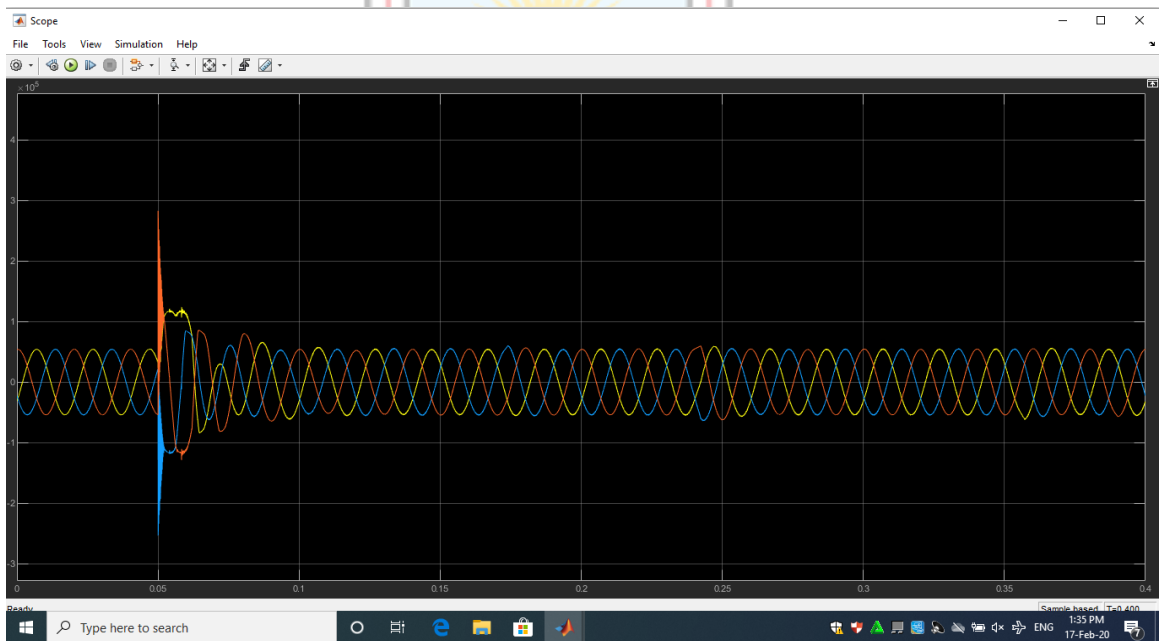 Scope
File Tools View Simulation Help
×10⁵
4
3
2
1
0
-1
-2
-3
0 0.05 0.1 0.15 0.2 0.25 0.3 0.35 0.4
Ready Sample based T=0.400
Type here to search
ENG
1:35 PM
17-Feb-20
7